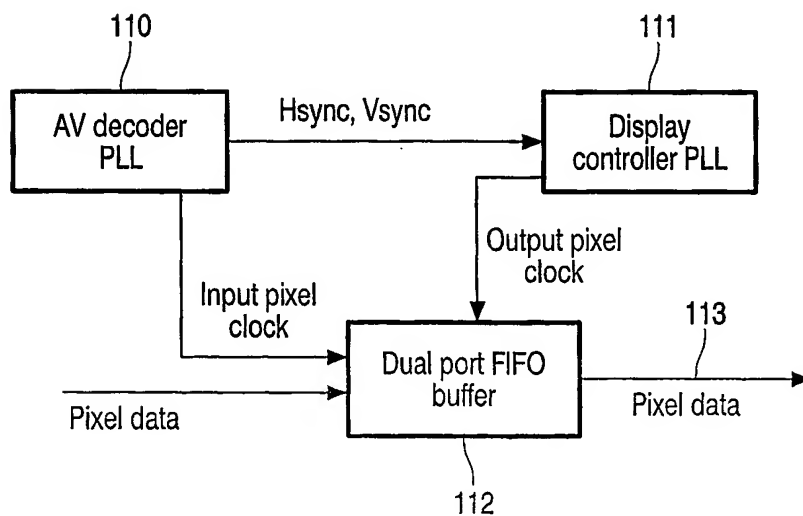 110
111
AV decoder
PLL
Hsync, Vsync
Display
controller PLL
Output pixel
clock
Input pixel
clock
113
Dual port FIFO
buffer
Pixel data
Pixel data
112